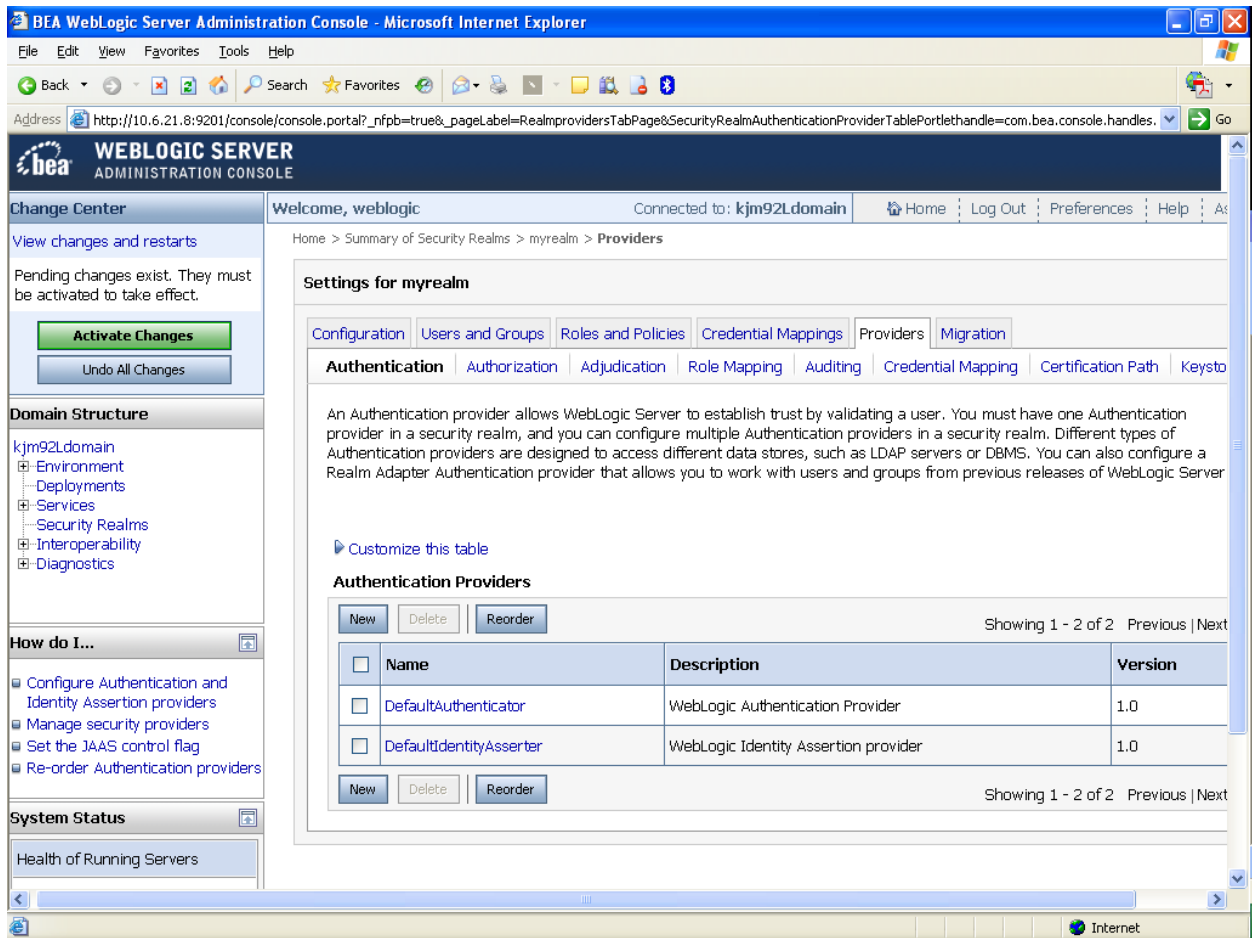 BEA WebLogic Server Administration Console - Microsoft Internet Explorer
File Edit View Favorites Tools Help
Back Search Favorites
Address http://10.6.21.8:9201/console/console.portal?_nfpb=true&_pageLabel=RealmprovidersTabPage&SecurityRealmAuthenticationProviderTablePortlethandle=com.bea.console.handles. Go
bea WEBLOGIC SERVER
ADMINISTRATION CONSOLE
Change Center
View changes and restarts
Pending changes exist. They must
be activated to take effect.
Activate Changes
Undo All Changes
Domain Structure
kjm92Ldomain
Environment
Deployments
Services
Security Realms
Interoperability
Diagnostics
How do I...
Configure Authentication and
Identity Assertion providers
Manage security providers
Set the JAAS control flag
Re-order Authentication providers
System Status
Health of Running Servers
Welcome, weblogic Connected to: kjm92Ldomain Home Log Out Preferences Help As
Home > Summary of Security Realms > myrealm > Providers
Settings for myrealm
Configuration Users and Groups Roles and Policies Credential Mappings Providers Migration
Authentication Authorization Adjudication Role Mapping Auditing Credential Mapping Certification Path Keysto
An Authentication provider allows WebLogic Server to establish trust by validating a user. You must have one Authentication
provider in a security realm, and you can configure multiple Authentication providers in a security realm. Different types of
Authentication providers are designed to access different data stores, such as LDAP servers or DBMS. You can also configure a
Realm Adapter Authentication provider that allows you to work with users and groups from previous releases of WebLogic Server
Customize this table
Authentication Providers
New Delete Reorder Showing 1 - 2 of 2 Previous | Next
Name Description Version
DefaultAuthenticator WebLogic Authentication Provider 1.0
DefaultIdentityAsserter WebLogic Identity Assertion provider 1.0
New Delete Reorder Showing 1 - 2 of 2 Previous | Next
Internet